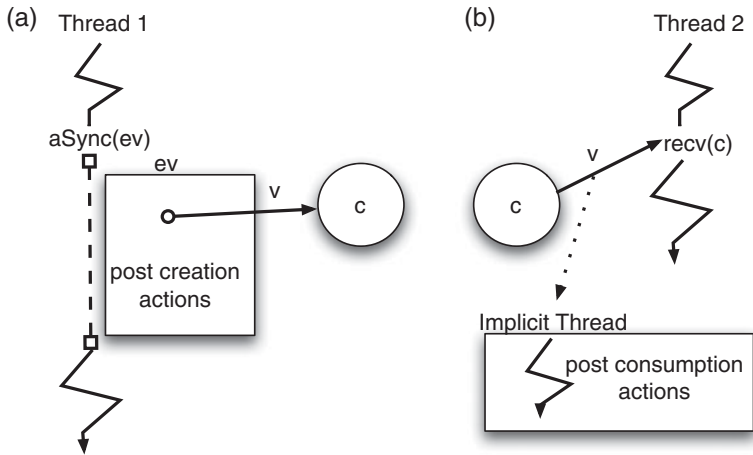 (a)
Thread 1
aSync(ev)
ev
v
c
post creation
actions
(b)
Thread 2
recv(c)
v
c
Implicit Thread
post consumption
actions